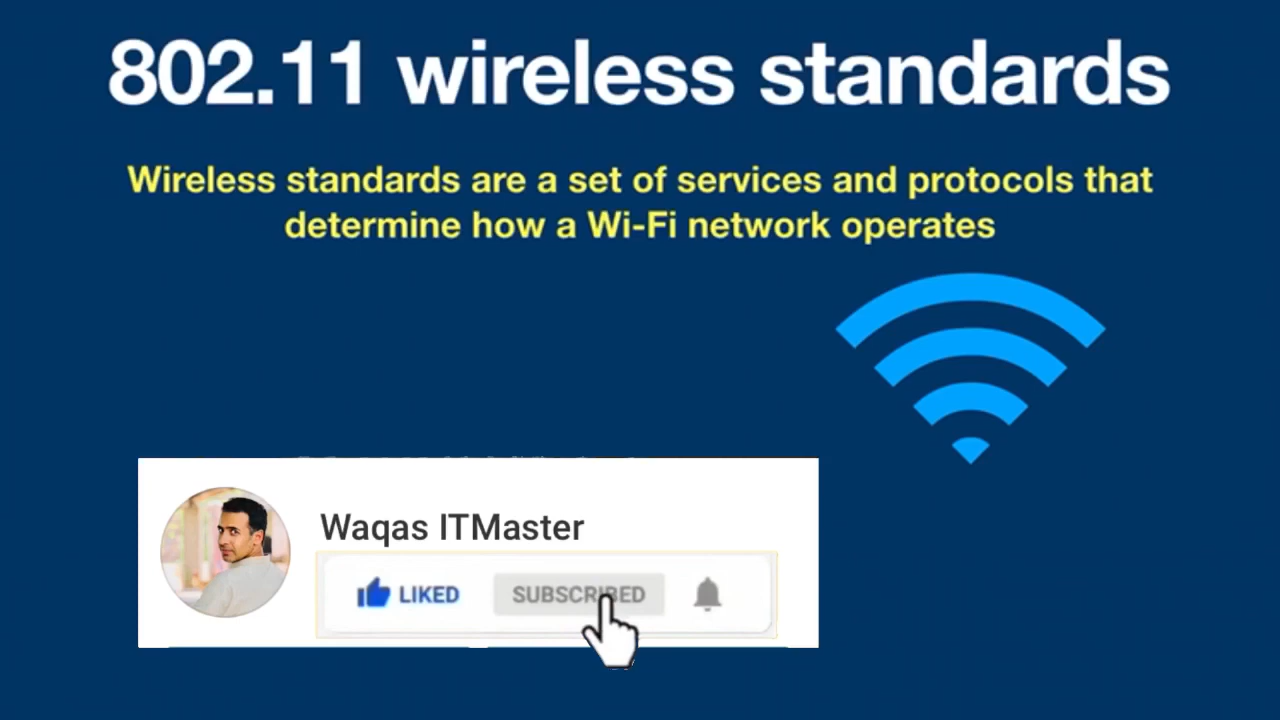 802.11 wireless standards
Wireless standards are a set of services and protocols that
determine how a Wi-Fi network operates
Waqas ITMaster
LIKED SUBSCRIBED